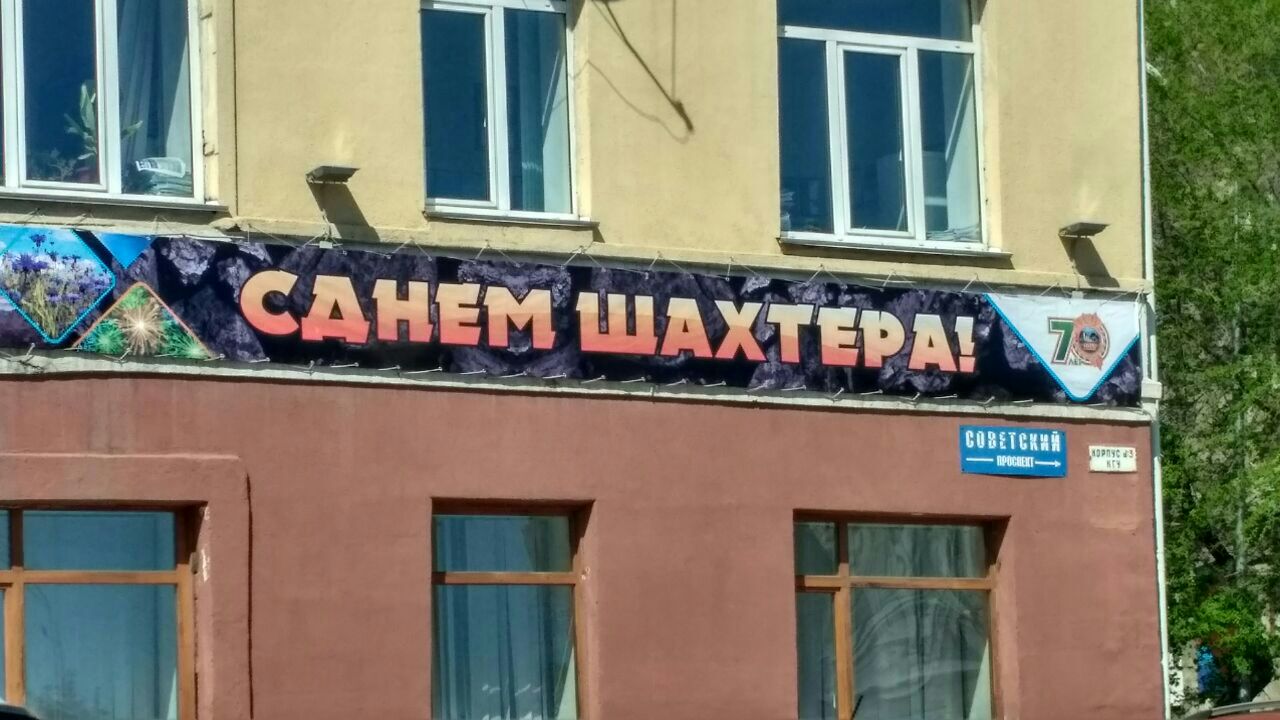 С ДНЕМ ШАХТЕРА!
70
СОВЕТСКИЙ
ПРОСПЕКТ
КОРПУС №3
КГУ